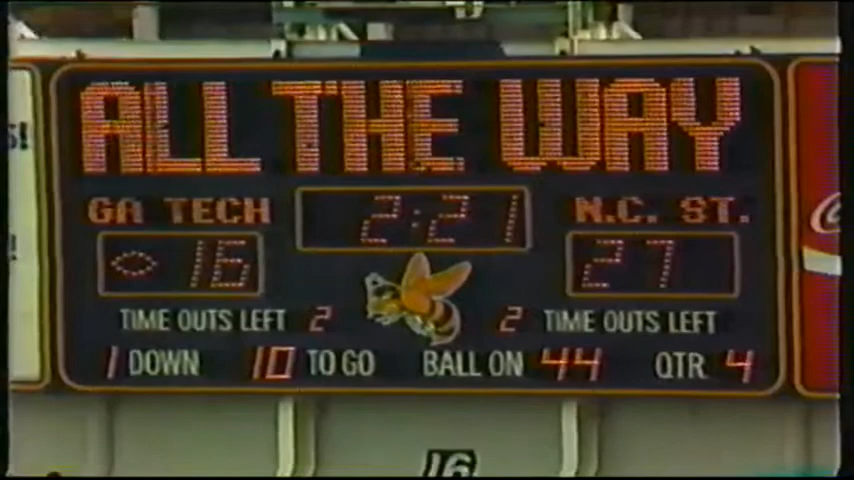 ALL THE WAY
GA TECH 2:21 N.C. ST.
16 27
TIME OUTS LEFT 2 2 TIME OUTS LEFT
1 DOWN 10 TO GO BALL ON 44 QTR 4
16